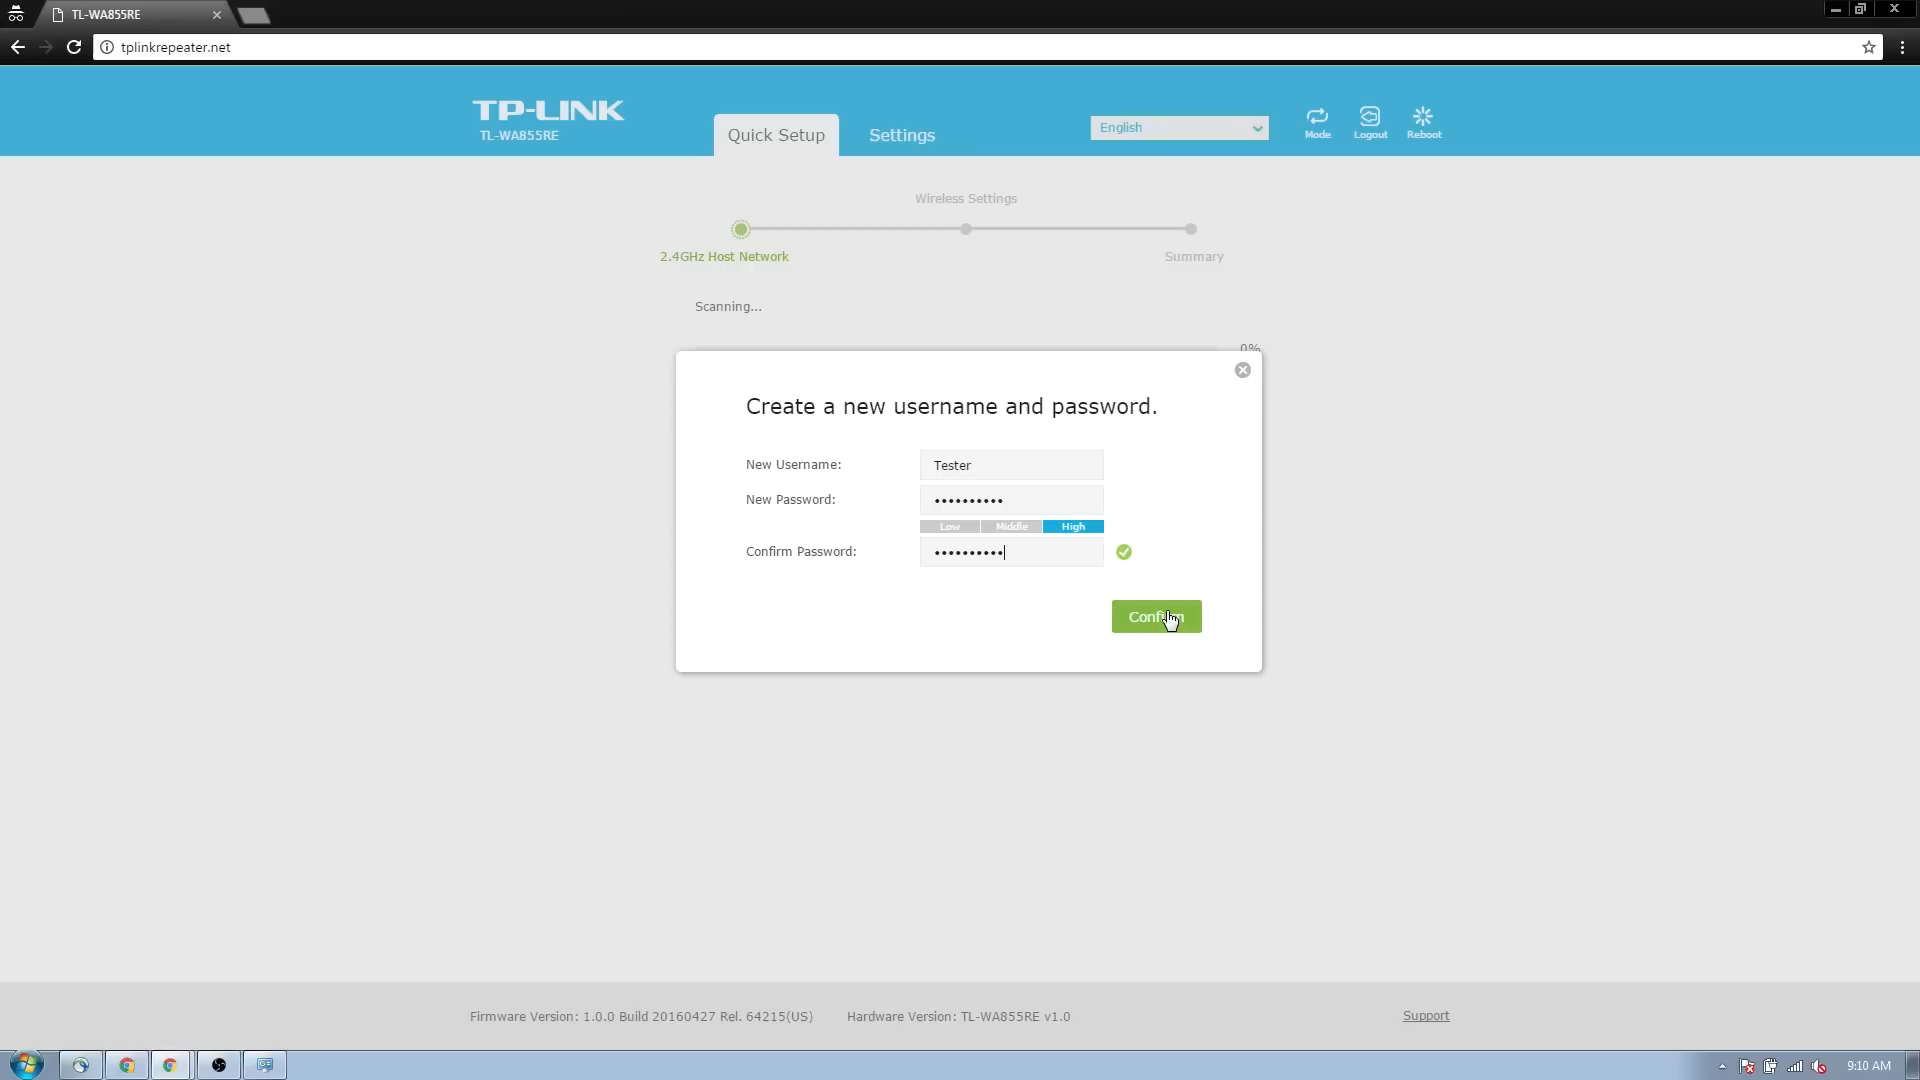 TL-WA855RE
tplinkrepeater.net
TP-LINK
TL-WA855RE
Quick Setup
Settings
English
Mode
Logout
Reboot
Wireless Settings
2.4GHz Host Network
Summary
Scanning...
0%
Create a new username and password.
New Username:
Tester
New Password:
••••••••••
Low
Middle
High
Confirm Password:
••••••••••
Confirm
Firmware Version: 1.0.0 Build 20160427 Rel. 64215(US)
Hardware Version: TL-WA855RE v1.0
Support
9:10 AM